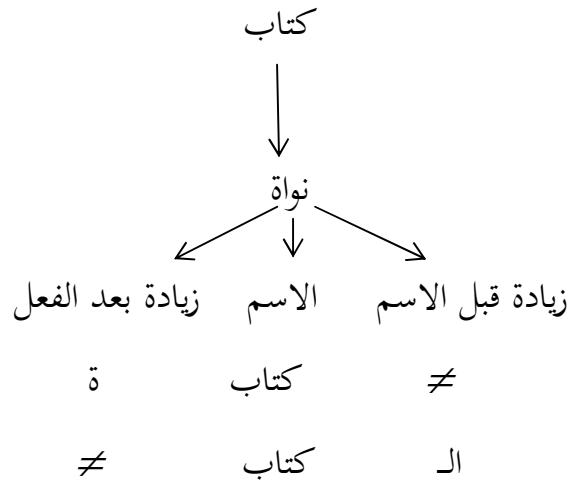 كتاب
نواة
زيادة قبل الاسم الاسم زيادة بعد الفعل
≠ كتاب ة
الـ كتاب ≠